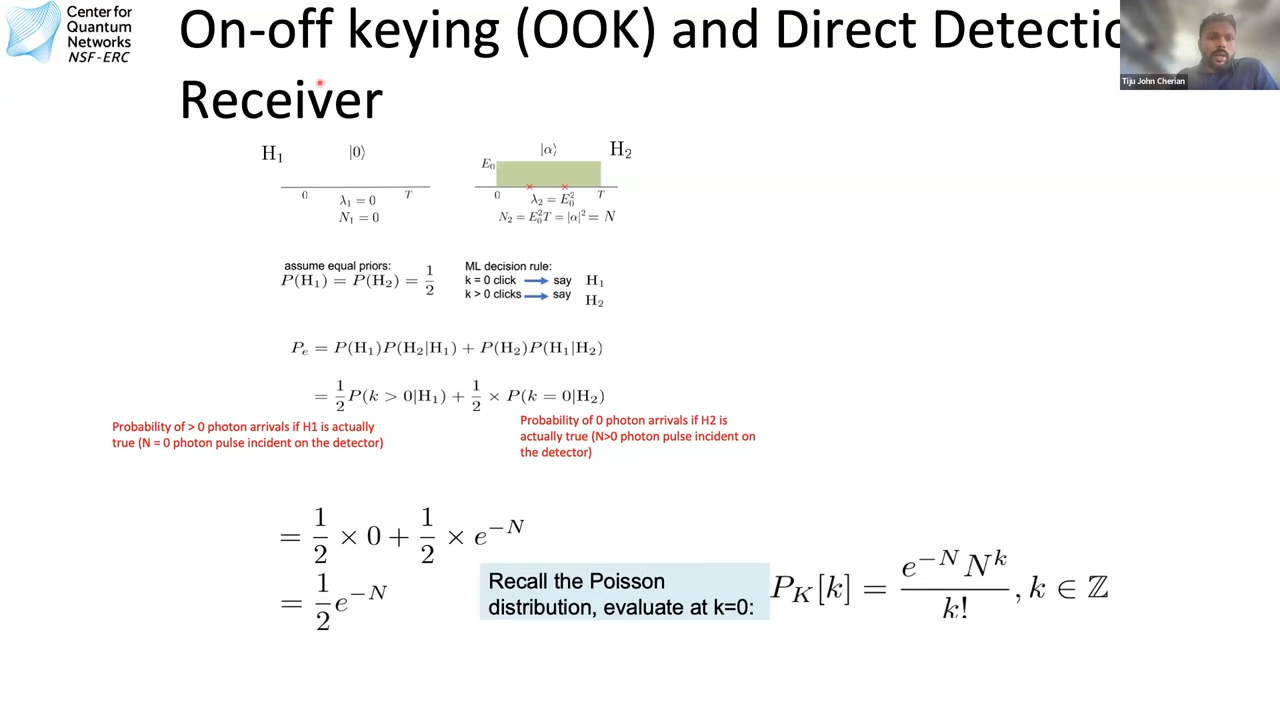 Center for
Quantum
Networks
NSF-ERC
On-off keying (OOK) and Direct Detectio
Receiver
Tiju John Cherian
H₁ |0⟩
0 T
λ₁ = 0
N₁ = 0
|α⟩ H₂
E₀
0 T
λ₂ = E₀²
N₂ = E₀²T = |α|² = N
assume equal priors:
P(H₁) = P(H₂) = 1/2
ML decision rule:
k = 0 click say H₁
k > 0 clicks say H₂
Pₑ = P(H₁)P(H₂|H₁) + P(H₂)P(H₁|H₂)
= 1/2 P(k > 0|H₁) + 1/2 × P(k = 0|H₂)
Probability of > 0 photon arrivals if H1 is actually
true (N = 0 photon pulse incident on the detector)
Probability of 0 photon arrivals if H2 is
actually true (N>0 photon pulse incident on
the detector)
= 1/2 × 0 + 1/2 × e^{-N}
= 1/2 e^{-N}
Recall the Poisson
distribution, evaluate at k=0:
P_K[k] = e^{-N} N^k / k! , k ∈ ℤ